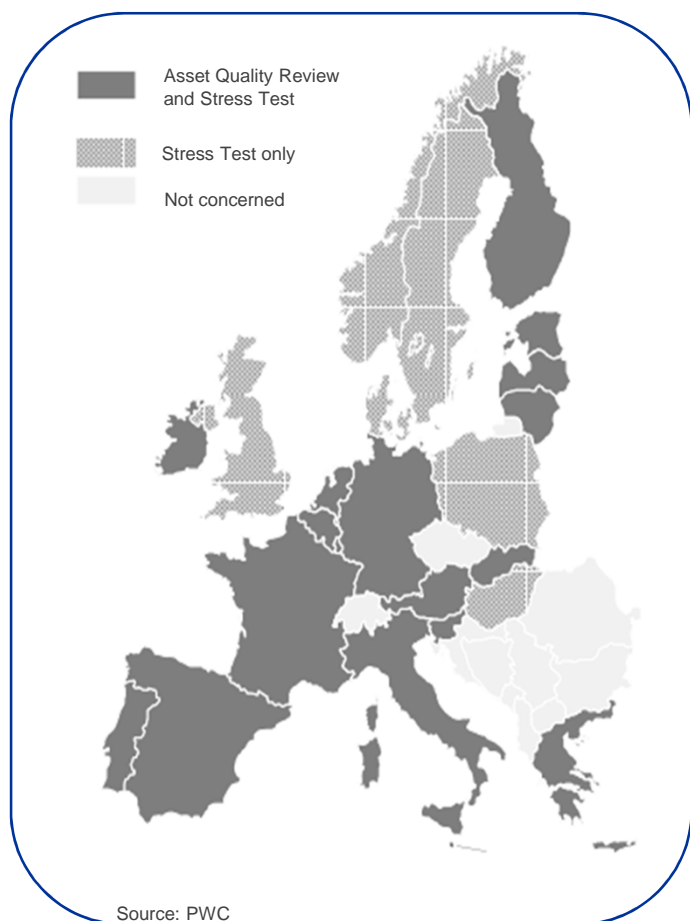 Asset Quality Review
and Stress Test
Stress Test only
Not concerned
Source: PWC